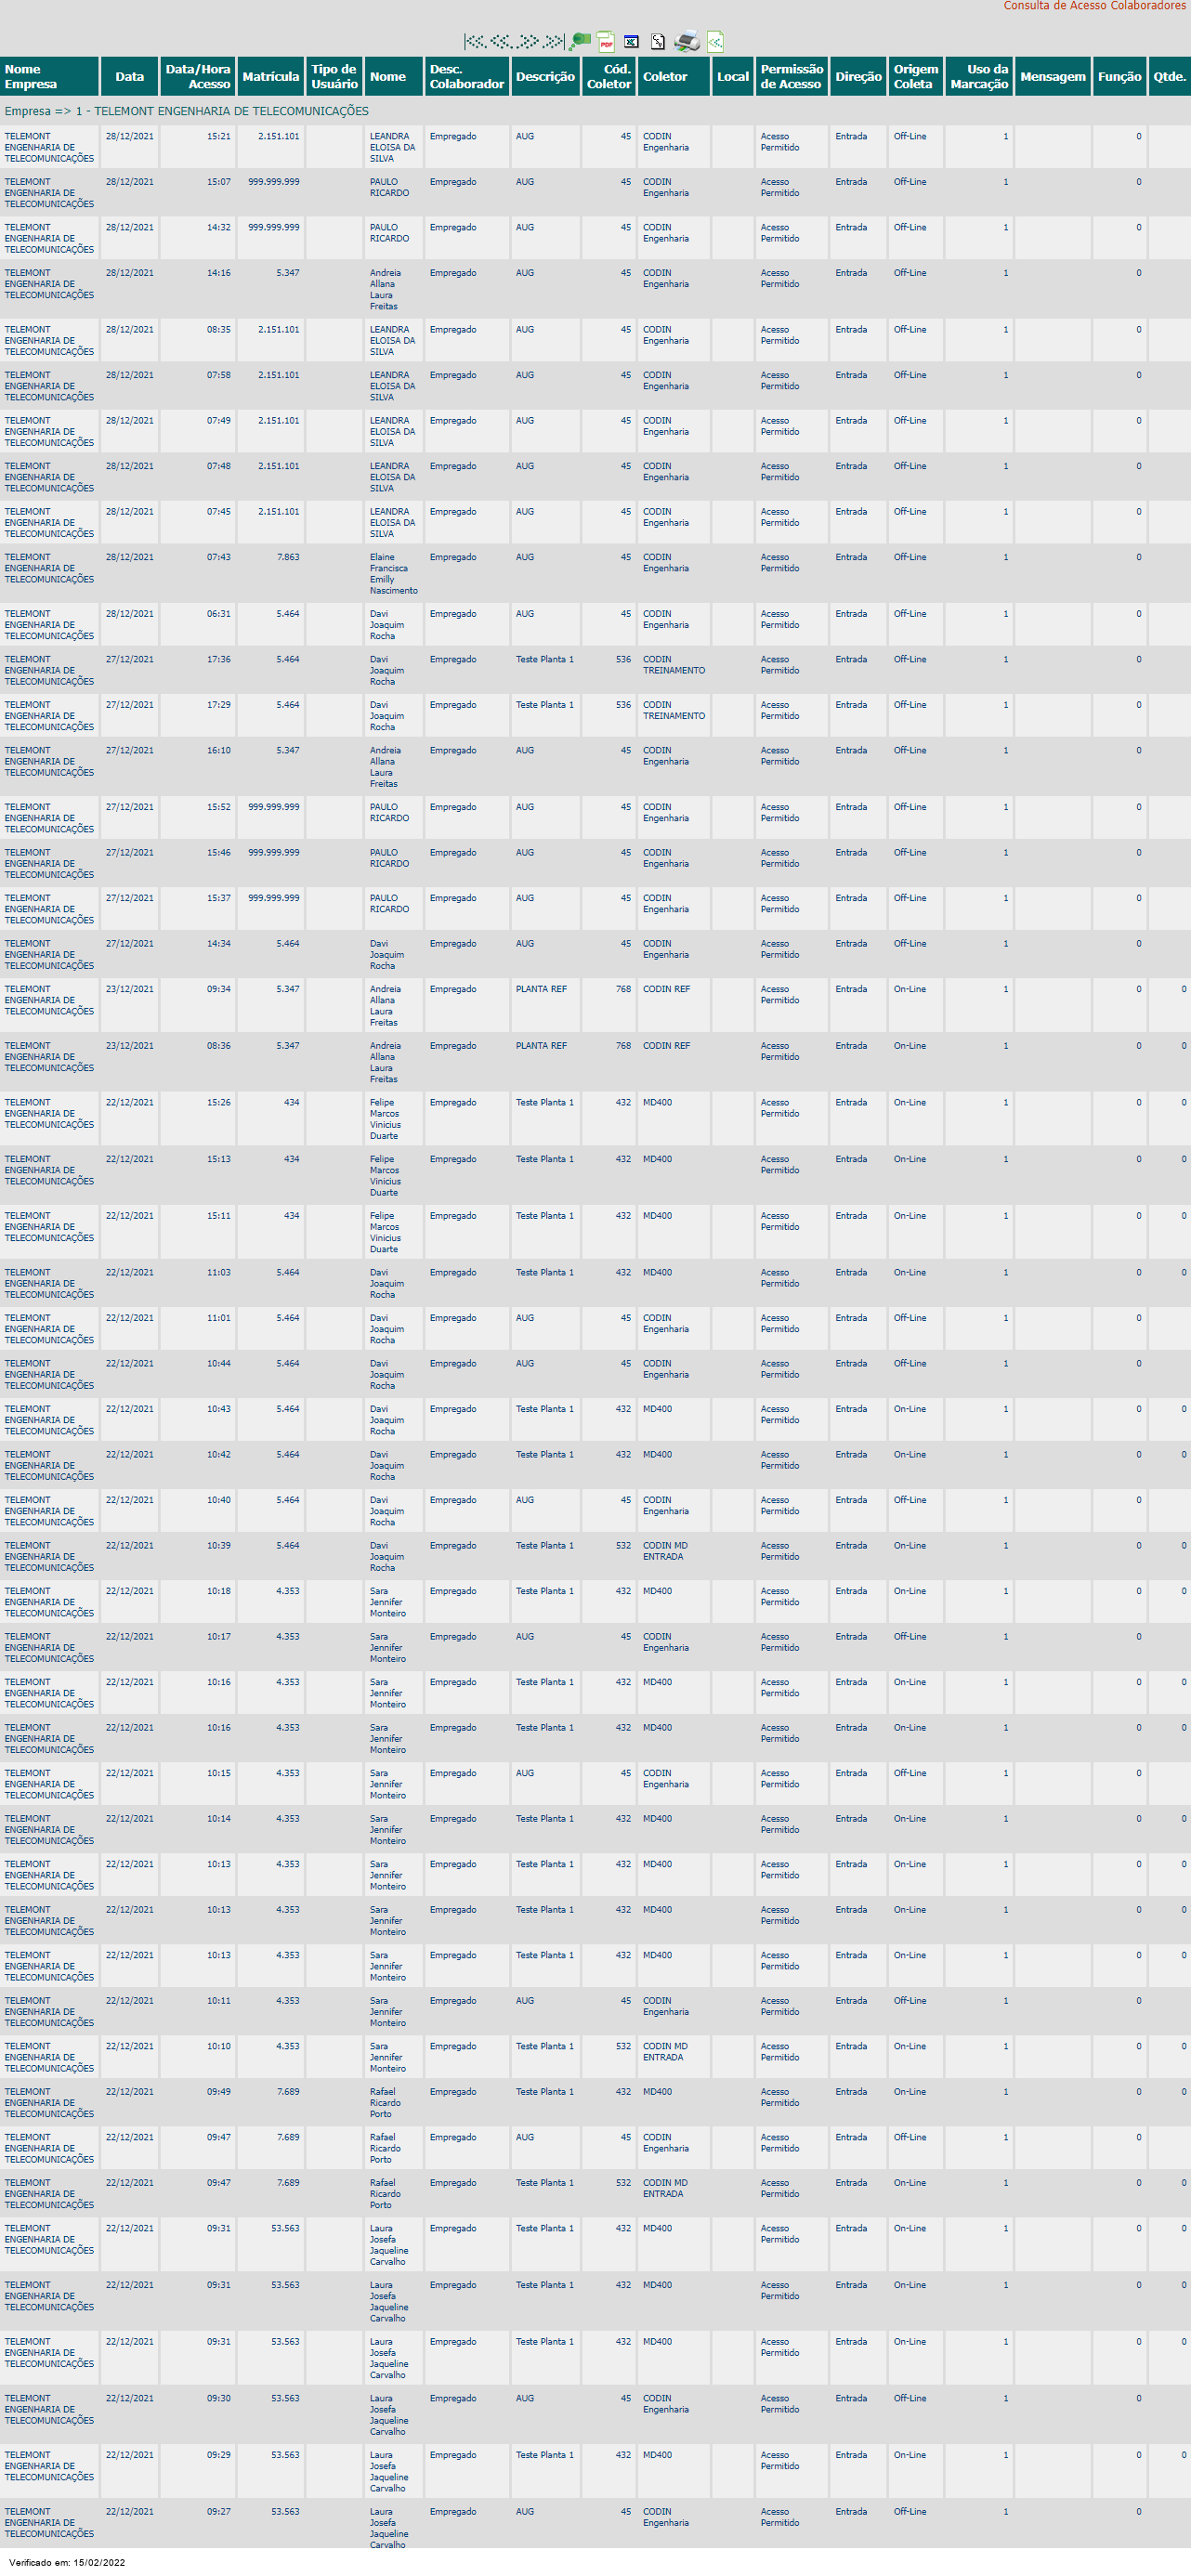 Consulta de Acesso Colaboradores
Nome Empresa Data Data/Hora Acesso Matrícula Tipo de Usuário Nome Desc. Colaborador Descrição Cód. Coletor Coletor Local Permissão de Acesso Direção Origem Coleta Uso da Marcação Mensagem Função Qtde.
Empresa => 1 - TELEMONT ENGENHARIA DE TELECOMUNICAÇÕES
TELEMONT ENGENHARIA DE TELECOMUNICAÇÕES 28/12/2021 15:21 2.151.101 LEANDRA ELOISA DA SILVA Empregado AUG 45 CODIN Engenharia Acesso Permitido Entrada Off-Line 1 0
TELEMONT ENGENHARIA DE TELECOMUNICAÇÕES 28/12/2021 15:07 999.999.999 PAULO RICARDO Empregado AUG 45 CODIN Engenharia Acesso Permitido Entrada Off-Line 1 0
TELEMONT ENGENHARIA DE TELECOMUNICAÇÕES 28/12/2021 14:32 999.999.999 PAULO RICARDO Empregado AUG 45 CODIN Engenharia Acesso Permitido Entrada Off-Line 1 0
TELEMONT ENGENHARIA DE TELECOMUNICAÇÕES 28/12/2021 14:16 5.347 Andreia Allana Laura Freitas Empregado AUG 45 CODIN Engenharia Acesso Permitido Entrada Off-Line 1 0
TELEMONT ENGENHARIA DE TELECOMUNICAÇÕES 28/12/2021 08:35 2.151.101 LEANDRA ELOISA DA SILVA Empregado AUG 45 CODIN Engenharia Acesso Permitido Entrada Off-Line 1 0
TELEMONT ENGENHARIA DE TELECOMUNICAÇÕES 28/12/2021 07:58 2.151.101 LEANDRA ELOISA DA SILVA Empregado AUG 45 CODIN Engenharia Acesso Permitido Entrada Off-Line 1 0
TELEMONT ENGENHARIA DE TELECOMUNICAÇÕES 28/12/2021 07:49 2.151.101 LEANDRA ELOISA DA SILVA Empregado AUG 45 CODIN Engenharia Acesso Permitido Entrada Off-Line 1 0
TELEMONT ENGENHARIA DE TELECOMUNICAÇÕES 28/12/2021 07:48 2.151.101 LEANDRA ELOISA DA SILVA Empregado AUG 45 CODIN Engenharia Acesso Permitido Entrada Off-Line 1 0
TELEMONT ENGENHARIA DE TELECOMUNICAÇÕES 28/12/2021 07:45 2.151.101 LEANDRA ELOISA DA SILVA Empregado AUG 45 CODIN Engenharia Acesso Permitido Entrada Off-Line 1 0
TELEMONT ENGENHARIA DE TELECOMUNICAÇÕES 28/12/2021 07:43 7.863 Elaine Francisca Emilly Nascimento Empregado AUG 45 CODIN Engenharia Acesso Permitido Entrada Off-Line 1 0
TELEMONT ENGENHARIA DE TELECOMUNICAÇÕES 28/12/2021 06:31 5.464 Davi Joaquim Rocha Empregado AUG 45 CODIN Engenharia Acesso Permitido Entrada Off-Line 1 0
TELEMONT ENGENHARIA DE TELECOMUNICAÇÕES 27/12/2021 17:36 5.464 Davi Joaquim Rocha Empregado Teste Planta 1 536 CODIN TREINAMENTO Acesso Permitido Entrada Off-Line 1 0
TELEMONT ENGENHARIA DE TELECOMUNICAÇÕES 27/12/2021 17:29 5.464 Davi Joaquim Rocha Empregado Teste Planta 1 536 CODIN TREINAMENTO Acesso Permitido Entrada Off-Line 1 0
TELEMONT ENGENHARIA DE TELECOMUNICAÇÕES 27/12/2021 16:10 5.347 Andreia Allana Laura Freitas Empregado AUG 45 CODIN Engenharia Acesso Permitido Entrada Off-Line 1 0
TELEMONT ENGENHARIA DE TELECOMUNICAÇÕES 27/12/2021 15:52 999.999.999 PAULO RICARDO Empregado AUG 45 CODIN Engenharia Acesso Permitido Entrada Off-Line 1 0
TELEMONT ENGENHARIA DE TELECOMUNICAÇÕES 27/12/2021 15:46 999.999.999 PAULO RICARDO Empregado AUG 45 CODIN Engenharia Acesso Permitido Entrada Off-Line 1 0
TELEMONT ENGENHARIA DE TELECOMUNICAÇÕES 27/12/2021 15:37 999.999.999 PAULO RICARDO Empregado AUG 45 CODIN Engenharia Acesso Permitido Entrada Off-Line 1 0
TELEMONT ENGENHARIA DE TELECOMUNICAÇÕES 27/12/2021 14:34 5.464 Davi Joaquim Rocha Empregado AUG 45 CODIN Engenharia Acesso Permitido Entrada Off-Line 1 0
TELEMONT ENGENHARIA DE TELECOMUNICAÇÕES 23/12/2021 09:34 5.347 Andreia Allana Laura Freitas Empregado PLANTA REF 768 CODIN REF Acesso Permitido Entrada On-Line 1 0 0
TELEMONT ENGENHARIA DE TELECOMUNICAÇÕES 23/12/2021 08:36 5.347 Andreia Allana Laura Freitas Empregado PLANTA REF 768 CODIN REF Acesso Permitido Entrada On-Line 1 0 0
TELEMONT ENGENHARIA DE TELECOMUNICAÇÕES 22/12/2021 15:26 434 Felipe Marcos Vinicius Duarte Empregado Teste Planta 1 432 MD400 Acesso Permitido Entrada On-Line 1 0 0
TELEMONT ENGENHARIA DE TELECOMUNICAÇÕES 22/12/2021 15:13 434 Felipe Marcos Vinicius Duarte Empregado Teste Planta 1 432 MD400 Acesso Permitido Entrada On-Line 1 0 0
TELEMONT ENGENHARIA DE TELECOMUNICAÇÕES 22/12/2021 15:11 434 Felipe Marcos Vinicius Duarte Empregado Teste Planta 1 432 MD400 Acesso Permitido Entrada On-Line 1 0 0
TELEMONT ENGENHARIA DE TELECOMUNICAÇÕES 22/12/2021 11:03 5.464 Davi Joaquim Rocha Empregado Teste Planta 1 432 MD400 Acesso Permitido Entrada On-Line 1 0 0
TELEMONT ENGENHARIA DE TELECOMUNICAÇÕES 22/12/2021 11:01 5.464 Davi Joaquim Rocha Empregado AUG 45 CODIN Engenharia Acesso Permitido Entrada Off-Line 1 0
TELEMONT ENGENHARIA DE TELECOMUNICAÇÕES 22/12/2021 10:44 5.464 Davi Joaquim Rocha Empregado AUG 45 CODIN Engenharia Acesso Permitido Entrada Off-Line 1 0
TELEMONT ENGENHARIA DE TELECOMUNICAÇÕES 22/12/2021 10:43 5.464 Davi Joaquim Rocha Empregado Teste Planta 1 432 MD400 Acesso Permitido Entrada On-Line 1 0 0
TELEMONT ENGENHARIA DE TELECOMUNICAÇÕES 22/12/2021 10:42 5.464 Davi Joaquim Rocha Empregado Teste Planta 1 432 MD400 Acesso Permitido Entrada On-Line 1 0 0
TELEMONT ENGENHARIA DE TELECOMUNICAÇÕES 22/12/2021 10:40 5.464 Davi Joaquim Rocha Empregado AUG 45 CODIN Engenharia Acesso Permitido Entrada Off-Line 1 0
TELEMONT ENGENHARIA DE TELECOMUNICAÇÕES 22/12/2021 10:39 5.464 Davi Joaquim Rocha Empregado Teste Planta 1 532 CODIN MD ENTRADA Acesso Permitido Entrada On-Line 1 0 0
TELEMONT ENGENHARIA DE TELECOMUNICAÇÕES 22/12/2021 10:18 4.353 Sara Jennifer Monteiro Empregado Teste Planta 1 432 MD400 Acesso Permitido Entrada On-Line 1 0 0
TELEMONT ENGENHARIA DE TELECOMUNICAÇÕES 22/12/2021 10:17 4.353 Sara Jennifer Monteiro Empregado AUG 45 CODIN Engenharia Acesso Permitido Entrada Off-Line 1 0
TELEMONT ENGENHARIA DE TELECOMUNICAÇÕES 22/12/2021 10:16 4.353 Sara Jennifer Monteiro Empregado Teste Planta 1 432 MD400 Acesso Permitido Entrada On-Line 1 0 0
TELEMONT ENGENHARIA DE TELECOMUNICAÇÕES 22/12/2021 10:16 4.353 Sara Jennifer Monteiro Empregado Teste Planta 1 432 MD400 Acesso Permitido Entrada On-Line 1 0 0
TELEMONT ENGENHARIA DE TELECOMUNICAÇÕES 22/12/2021 10:15 4.353 Sara Jennifer Monteiro Empregado AUG 45 CODIN Engenharia Acesso Permitido Entrada Off-Line 1 0
TELEMONT ENGENHARIA DE TELECOMUNICAÇÕES 22/12/2021 10:14 4.353 Sara Jennifer Monteiro Empregado Teste Planta 1 432 MD400 Acesso Permitido Entrada On-Line 1 0 0
TELEMONT ENGENHARIA DE TELECOMUNICAÇÕES 22/12/2021 10:13 4.353 Sara Jennifer Monteiro Empregado Teste Planta 1 432 MD400 Acesso Permitido Entrada On-Line 1 0 0
TELEMONT ENGENHARIA DE TELECOMUNICAÇÕES 22/12/2021 10:13 4.353 Sara Jennifer Monteiro Empregado Teste Planta 1 432 MD400 Acesso Permitido Entrada On-Line 1 0 0
TELEMONT ENGENHARIA DE TELECOMUNICAÇÕES 22/12/2021 10:13 4.353 Sara Jennifer Monteiro Empregado Teste Planta 1 432 MD400 Acesso Permitido Entrada On-Line 1 0 0
TELEMONT ENGENHARIA DE TELECOMUNICAÇÕES 22/12/2021 10:11 4.353 Sara Jennifer Monteiro Empregado AUG 45 CODIN Engenharia Acesso Permitido Entrada Off-Line 1 0
TELEMONT ENGENHARIA DE TELECOMUNICAÇÕES 22/12/2021 10:10 4.353 Sara Jennifer Monteiro Empregado Teste Planta 1 532 CODIN MD ENTRADA Acesso Permitido Entrada On-Line 1 0 0
TELEMONT ENGENHARIA DE TELECOMUNICAÇÕES 22/12/2021 09:49 7.689 Rafael Ricardo Porto Empregado Teste Planta 1 432 MD400 Acesso Permitido Entrada On-Line 1 0 0
TELEMONT ENGENHARIA DE TELECOMUNICAÇÕES 22/12/2021 09:47 7.689 Rafael Ricardo Porto Empregado AUG 45 CODIN Engenharia Acesso Permitido Entrada Off-Line 1 0
TELEMONT ENGENHARIA DE TELECOMUNICAÇÕES 22/12/2021 09:47 7.689 Rafael Ricardo Porto Empregado Teste Planta 1 532 CODIN MD ENTRADA Acesso Permitido Entrada On-Line 1 0 0
TELEMONT ENGENHARIA DE TELECOMUNICAÇÕES 22/12/2021 09:31 53.563 Laura Josefa Jaqueline Carvalho Empregado Teste Planta 1 432 MD400 Acesso Permitido Entrada On-Line 1 0 0
TELEMONT ENGENHARIA DE TELECOMUNICAÇÕES 22/12/2021 09:31 53.563 Laura Josefa Jaqueline Carvalho Empregado Teste Planta 1 432 MD400 Acesso Permitido Entrada On-Line 1 0 0
TELEMONT ENGENHARIA DE TELECOMUNICAÇÕES 22/12/2021 09:31 53.563 Laura Josefa Jaqueline Carvalho Empregado Teste Planta 1 432 MD400 Acesso Permitido Entrada On-Line 1 0 0
TELEMONT ENGENHARIA DE TELECOMUNICAÇÕES 22/12/2021 09:30 53.563 Laura Josefa Jaqueline Carvalho Empregado AUG 45 CODIN Engenharia Acesso Permitido Entrada Off-Line 1 0
TELEMONT ENGENHARIA DE TELECOMUNICAÇÕES 22/12/2021 09:29 53.563 Laura Josefa Jaqueline Carvalho Empregado Teste Planta 1 432 MD400 Acesso Permitido Entrada On-Line 1 0 0
TELEMONT ENGENHARIA DE TELECOMUNICAÇÕES 22/12/2021 09:27 53.563 Laura Josefa Jaqueline Carvalho Empregado AUG 45 CODIN Engenharia Acesso Permitido Entrada Off-Line 1 0
Verificado em: 15/02/2022